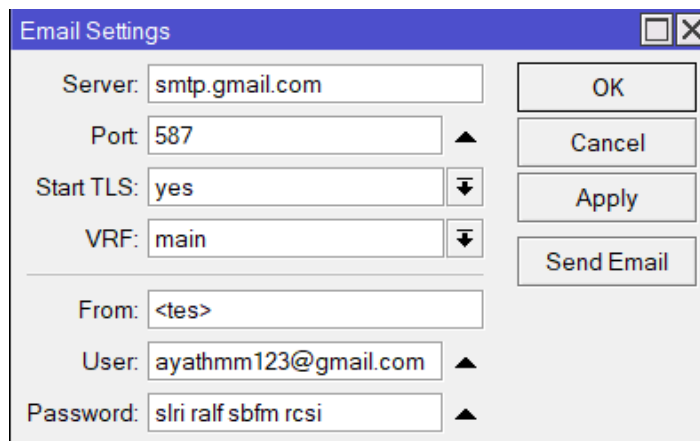 Email Settings
Server: smtp.gmail.com
OK
Port: 587
Cancel
Start TLS: yes
Apply
VRF: main
Send Email
From: <tes>
User: ayathmm123@gmail.com
Password: slri ralf sbfm rcsi